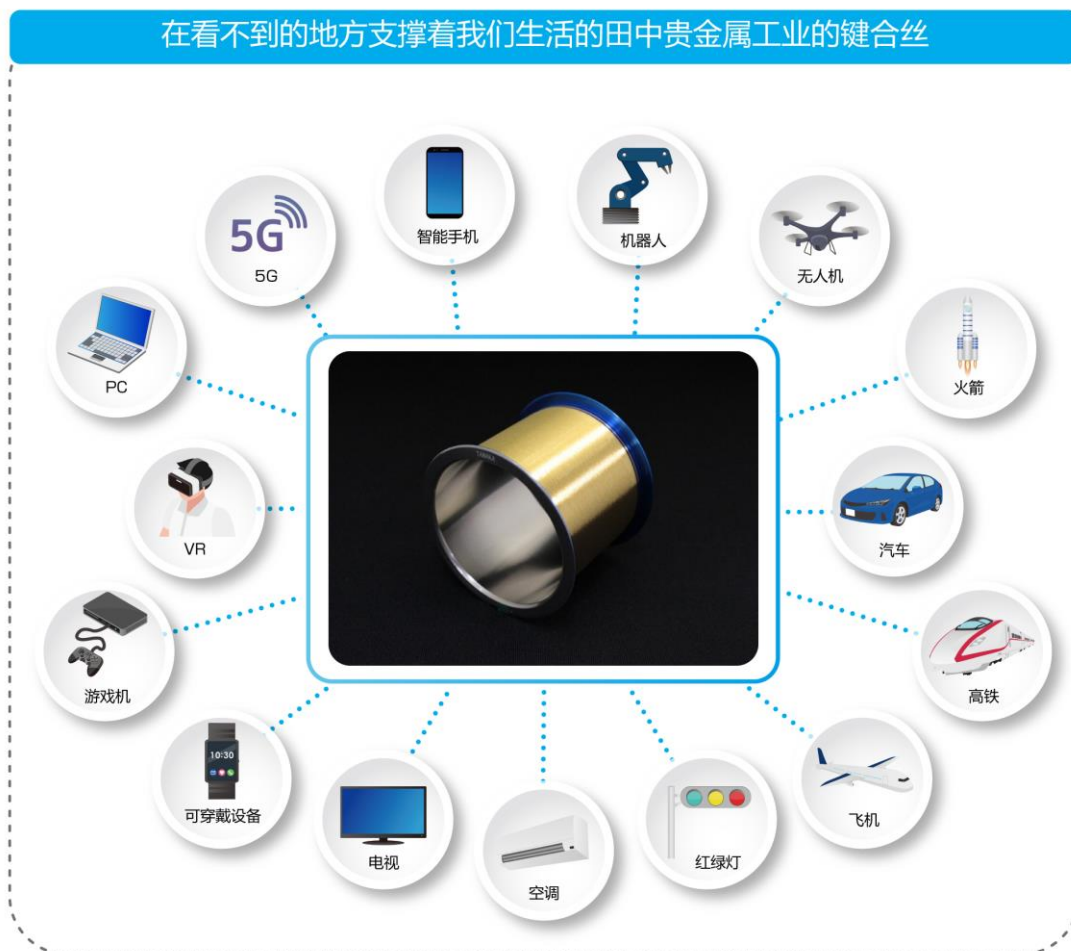 在看不到的地方支撑着我们生活的田中贵金属工业的键合丝
智能手机
机器人
5G
5G
无人机
PC
火箭
TANAKA
VR
汽车
游戏机
高铁
10:30
可穿戴设备
飞机
电视
红绿灯
空调